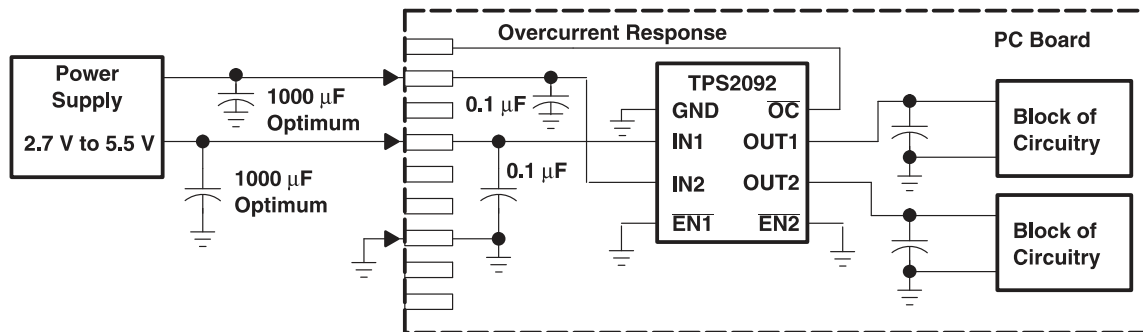 Overcurrent Response
PC Board
Power
Supply
2.7 V to 5.5 V
1000 µF
Optimum
1000 µF
Optimum
0.1 µF
0.1 µF
TPS2092
GND
OC
IN1
OUT1
IN2
OUT2
EN1
EN2
Block of
Circuitry
Block of
Circuitry